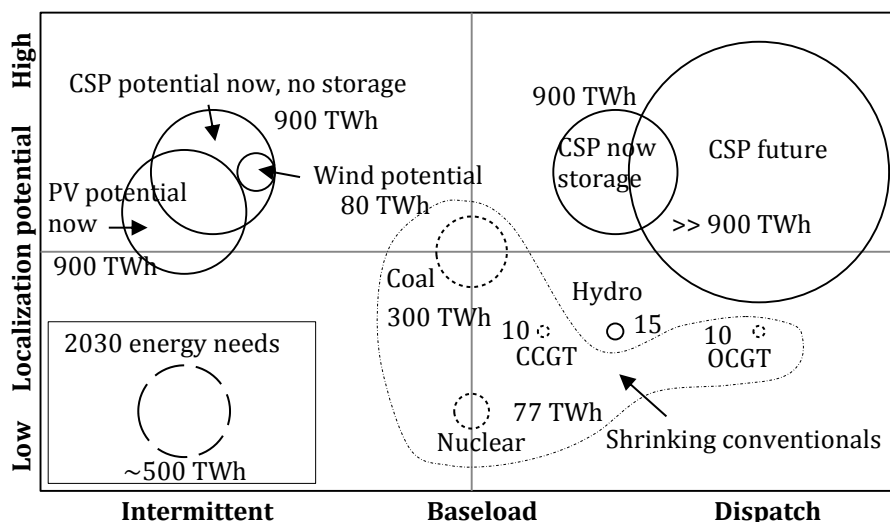 High
Localization potential
Low
CSP potential now, no storage
900 TWh
Wind potential
80 TWh
PV potential
now
900 TWh
900 TWh
CSP now
storage
CSP future
>> 900 TWh
Coal
300 TWh
Hydro
15
10
CCGT
10
OCGT
77 TWh
Nuclear
Shrinking conventionals
2030 energy needs
~500 TWh
Intermittent
Baseload
Dispatch